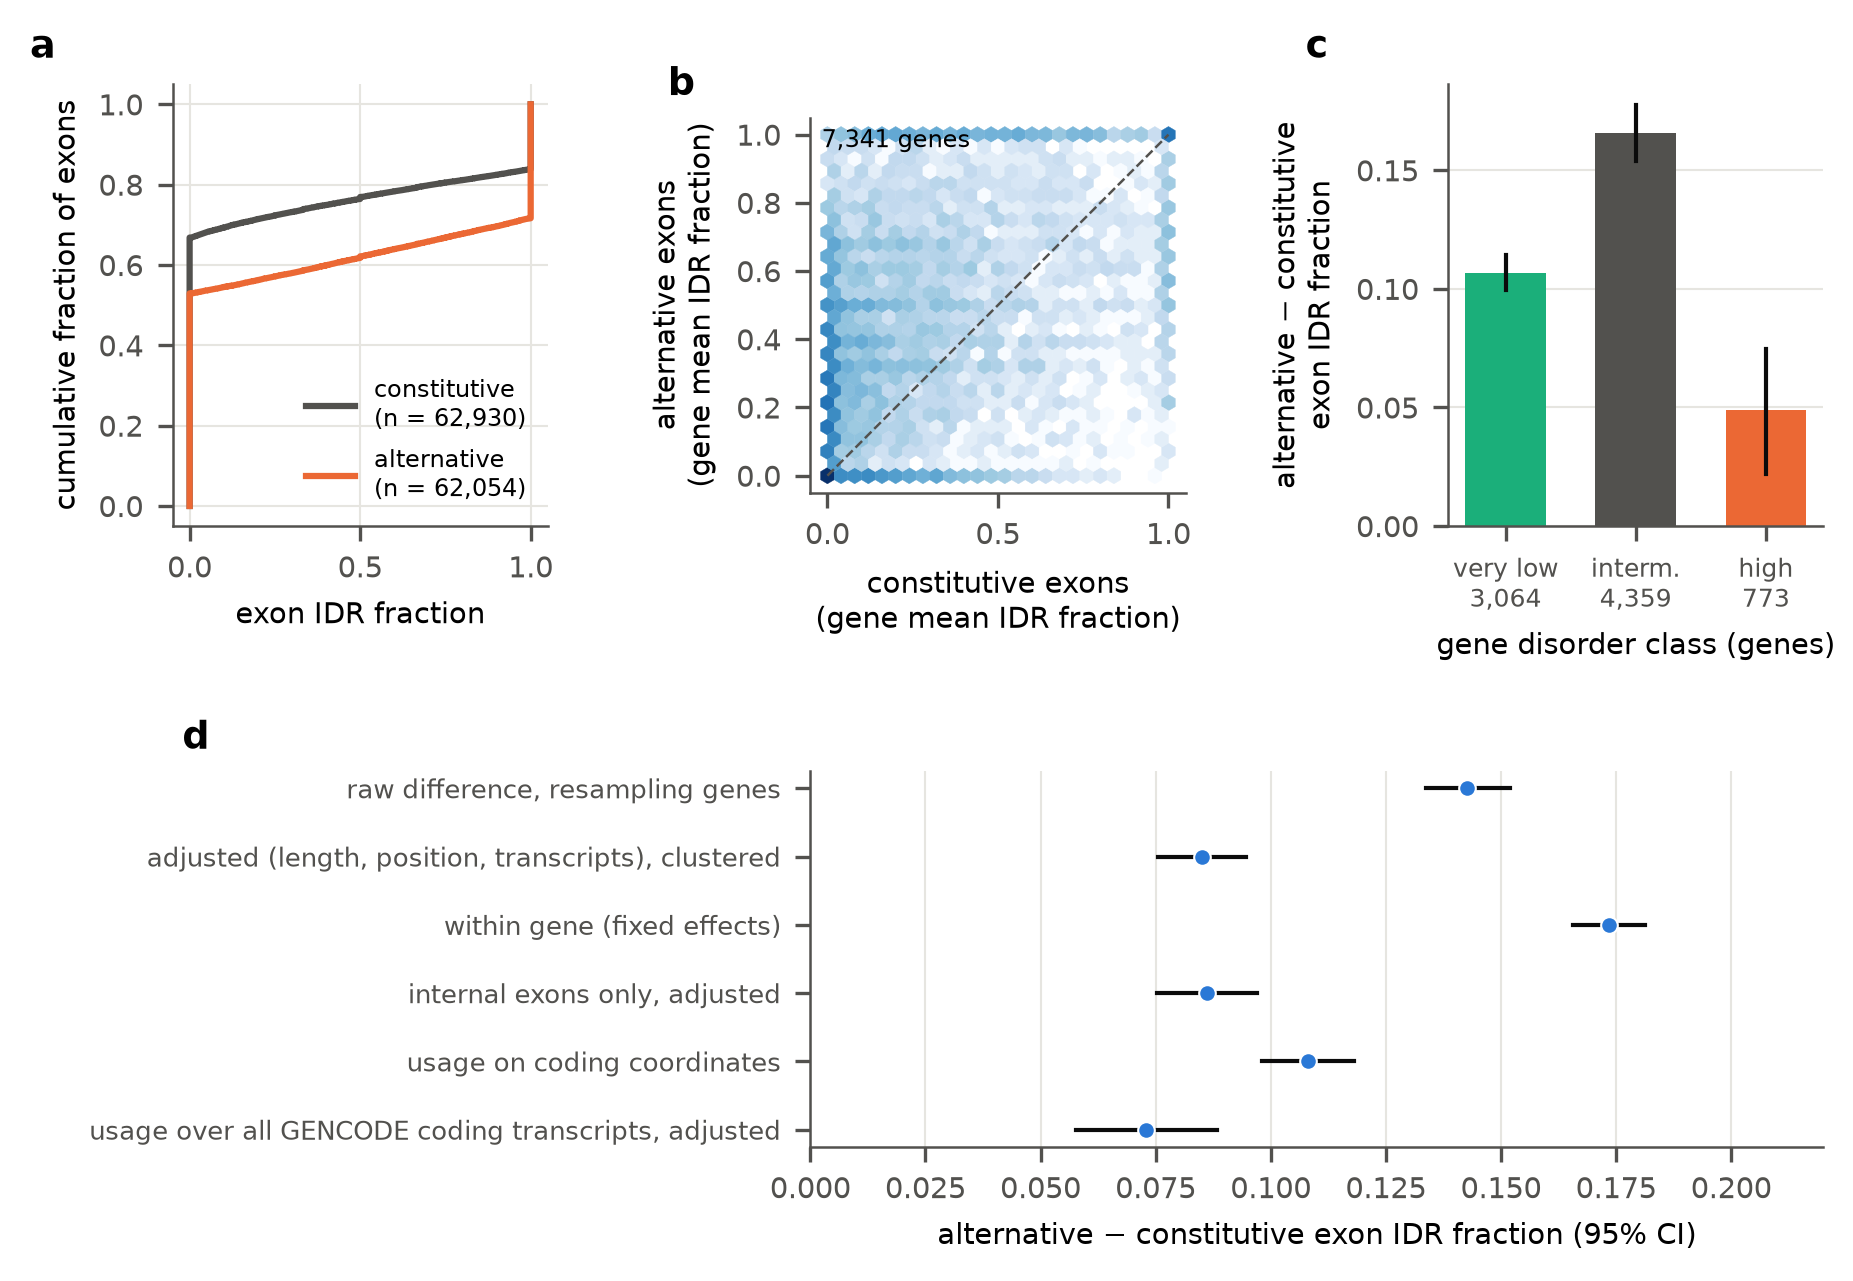 a
cumulative fraction of exons
1.0
0.8
0.6
0.4
0.2
0.0
constitutive
(n = 62,930)
alternative
(n = 62,054)
0.0 0.5 1.0
exon IDR fraction
b
alternative exons
(gene mean IDR fraction)
1.0
0.8
0.6
0.4
0.2
0.0
7,341 genes
0.0 0.5 1.0
constitutive exons
(gene mean IDR fraction)
c
alternative − constitutive
exon IDR fraction
0.15
0.10
0.05
0.00
very low interm. high
3,064 4,359 773
gene disorder class (genes)
d
raw difference, resampling genes
adjusted (length, position, transcripts), clustered
within gene (fixed effects)
internal exons only, adjusted
usage on coding coordinates
usage over all GENCODE coding transcripts, adjusted
0.000 0.025 0.050 0.075 0.100 0.125 0.150 0.175 0.200
alternative − constitutive exon IDR fraction (95% CI)